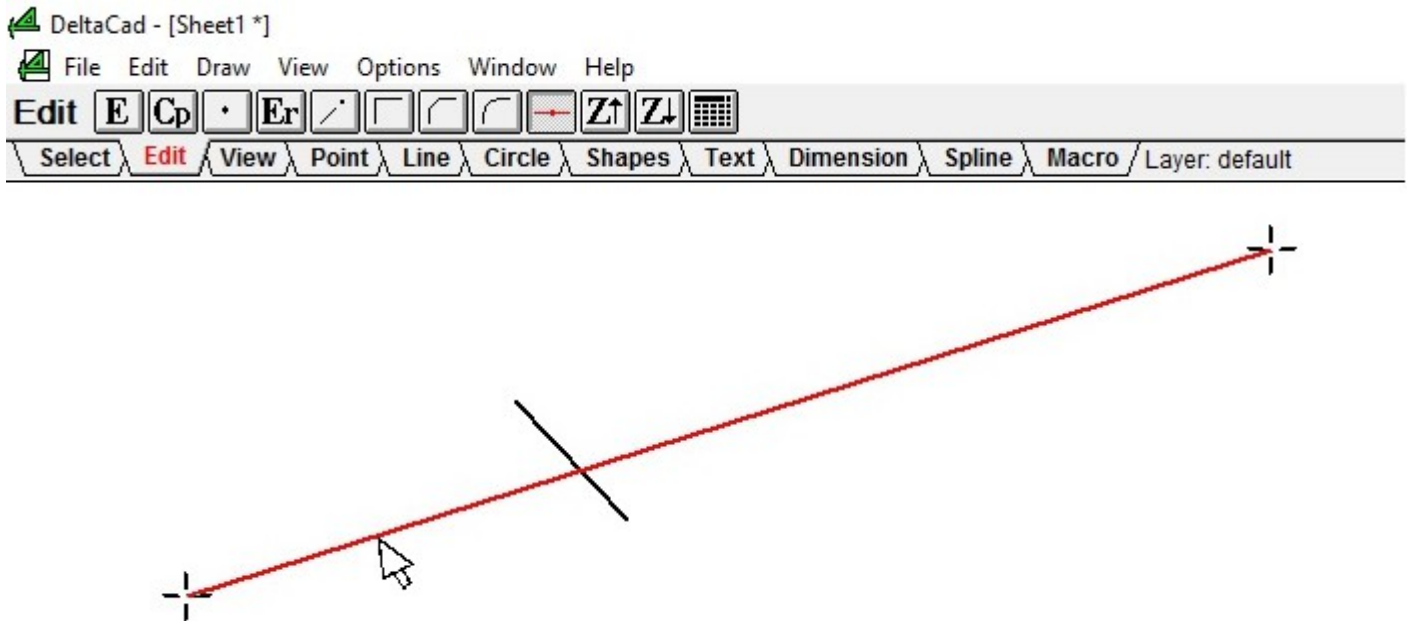 DeltaCad - [Sheet1 *]
File Edit Draw View Options Window Help
Edit E Cp Er Z↑ Z↓
Select Edit View Point Line Circle Shapes Text Dimension Spline Macro Layer: default